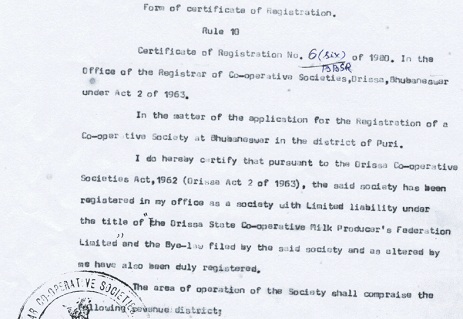 Form of certificate of Registration.
Rule 10
Certificate of Registration No. 6(six) of 1980. In the
BBSR
Office of the Registrar of Co-operative Societies,Orissa,Bhubaneswar
under Act 2 of 1963.
In the matter of the application for the Registration of a
Co-operative Society at Bhubaneswar in the district of Puri.
I do hereby certify that pursuant to the Orissa Co-operative
Societies Act,1962 (Orissa Act 2 of 1963), the said society has been
registered in my office as a society with Limited liability under
the title of "the Orissa State Co-operative Milk Producer's Federation
Limited" and the Bye-law filed by the said society and as altered by
me have also been duly registered.
The area of operation of the Society shall comprise the
following revenue district;
AR CO-OPERATIVE SOCIETIES